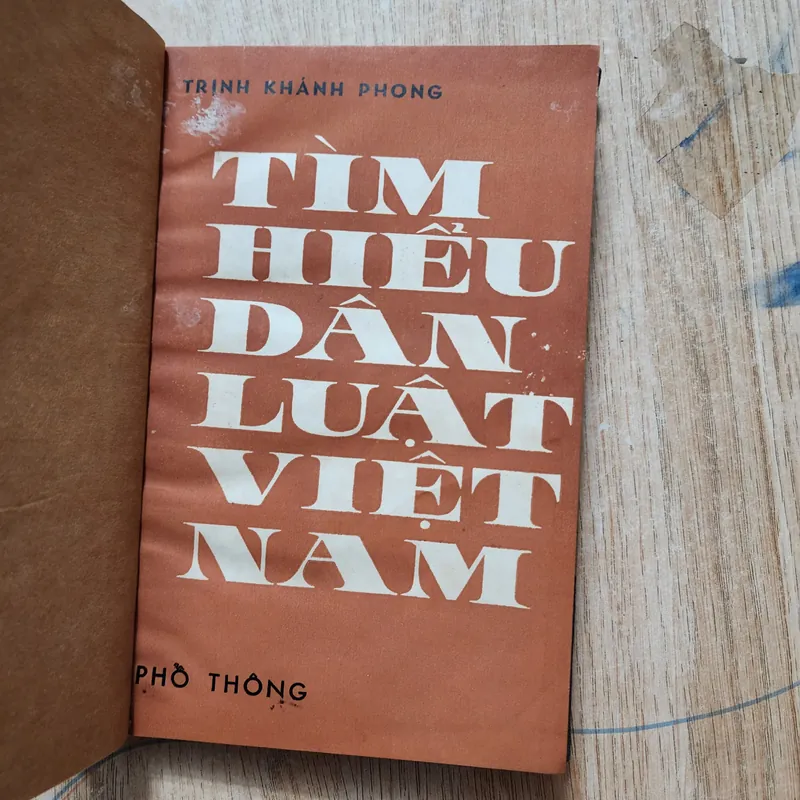 TRỊNH KHÁNH PHONG
TÌM
HIỂU
DÂN
LUẬT
VIỆT
NAM
PHỔ THÔNG